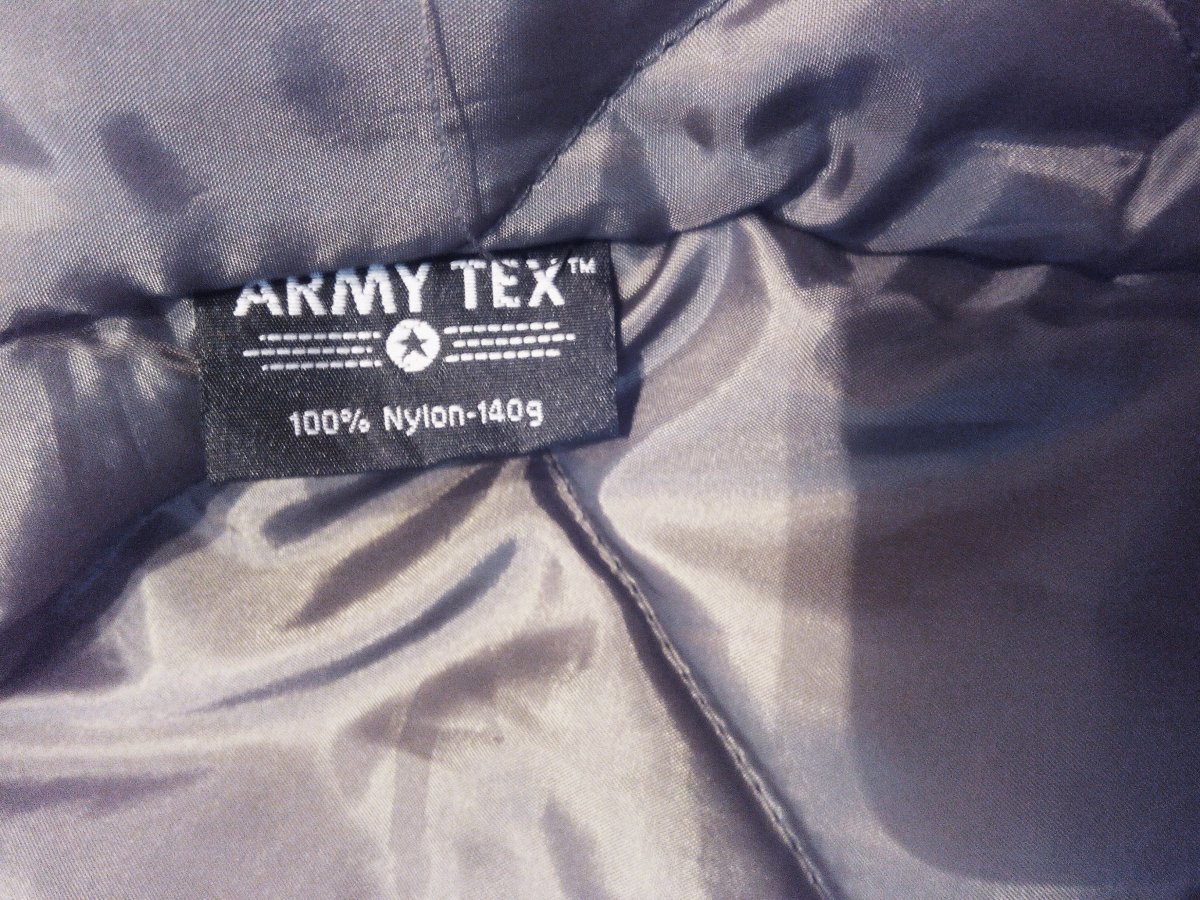 ARMY TEX™
100% Nylon-140g